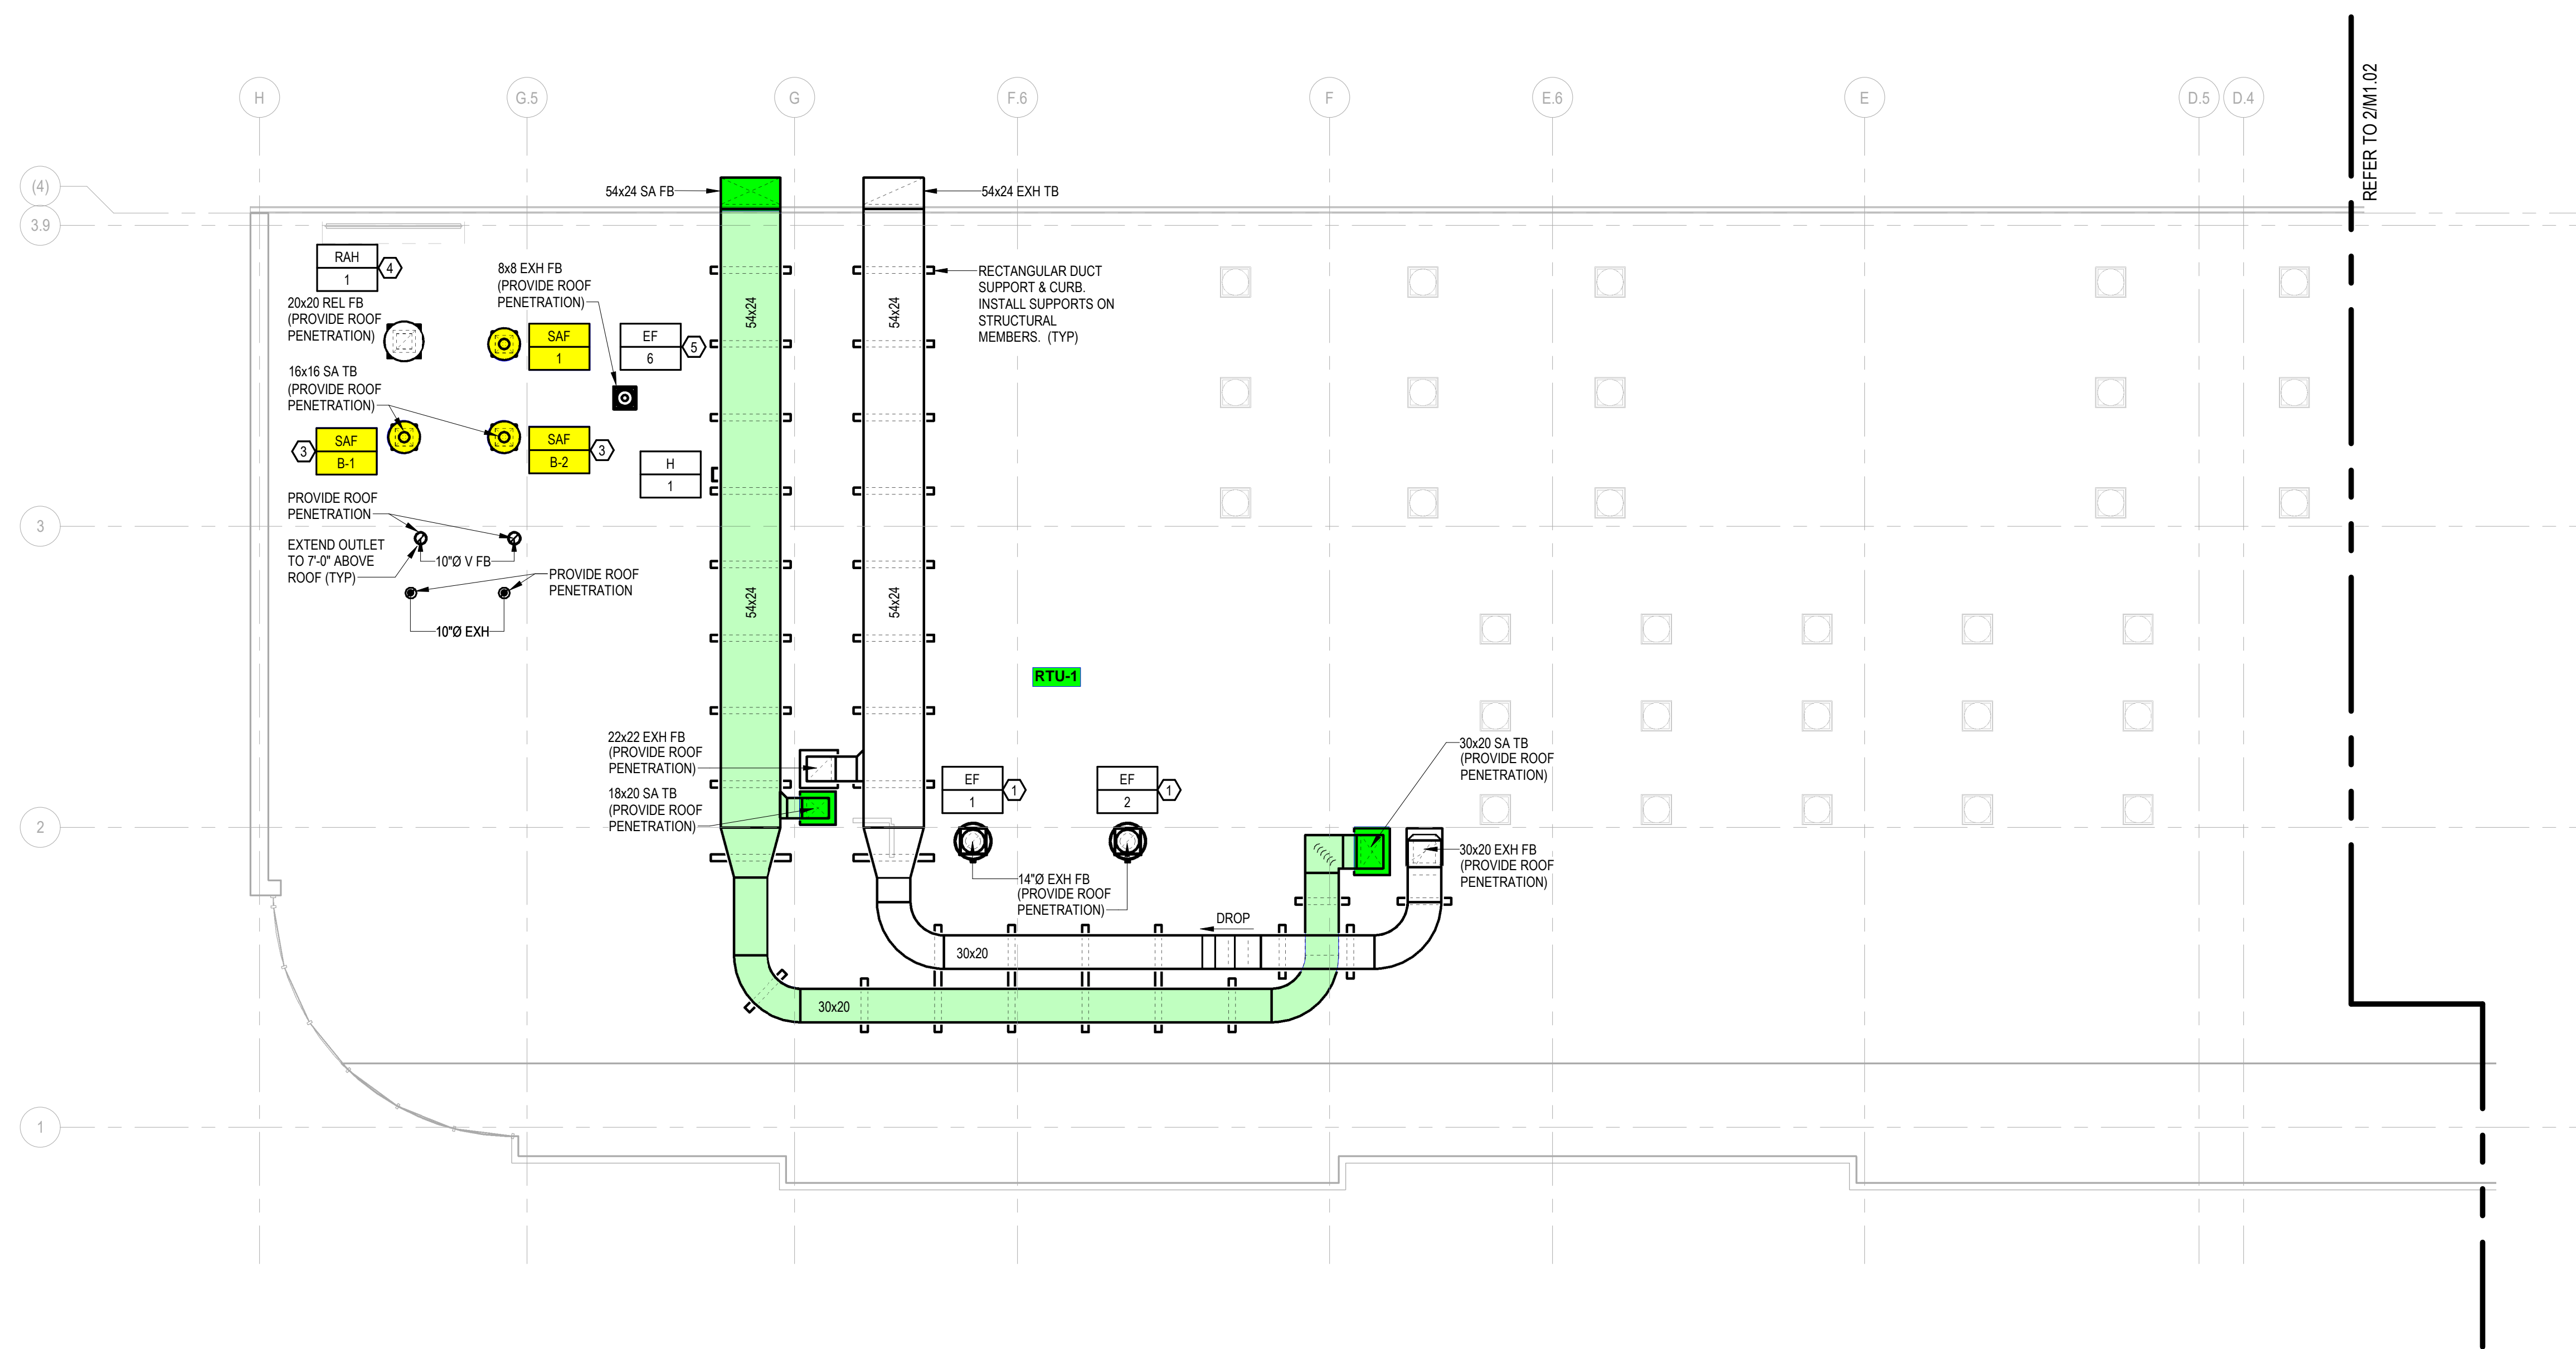 H
G.5
G
F.6
F
E.6
E
D.5
D.4
REFER TO 2/M1.02
(4)
3.9
3
2
1
54x24 SA FB
54x24 EXH TB
RAH
1
4
20x20 REL FB
(PROVIDE ROOF
PENETRATION)
8x8 EXH FB
(PROVIDE ROOF
PENETRATION)
SAF
1
EF
6
5
54x24
54x24
RECTANGULAR DUCT
SUPPORT & CURB.
INSTALL SUPPORTS ON
STRUCTURAL
MEMBERS. (TYP)
16x16 SA TB
(PROVIDE ROOF
PENETRATION)
3
SAF
B-1
SAF
B-2
3
H
1
PROVIDE ROOF
PENETRATION
EXTEND OUTLET
TO 7'-0" ABOVE
ROOF (TYP)
10"Ø V FB
PROVIDE ROOF
PENETRATION
10"Ø EXH
54x24
54x24
RTU-1
22x22 EXH FB
(PROVIDE ROOF
PENETRATION)
18x20 SA TB
(PROVIDE ROOF
PENETRATION)
EF
1
1
EF
2
1
30x20 SA TB
(PROVIDE ROOF
PENETRATION)
30x20 EXH FB
(PROVIDE ROOF
PENETRATION)
14"Ø EXH FB
(PROVIDE ROOF
PENETRATION)
DROP
30x20
30x20